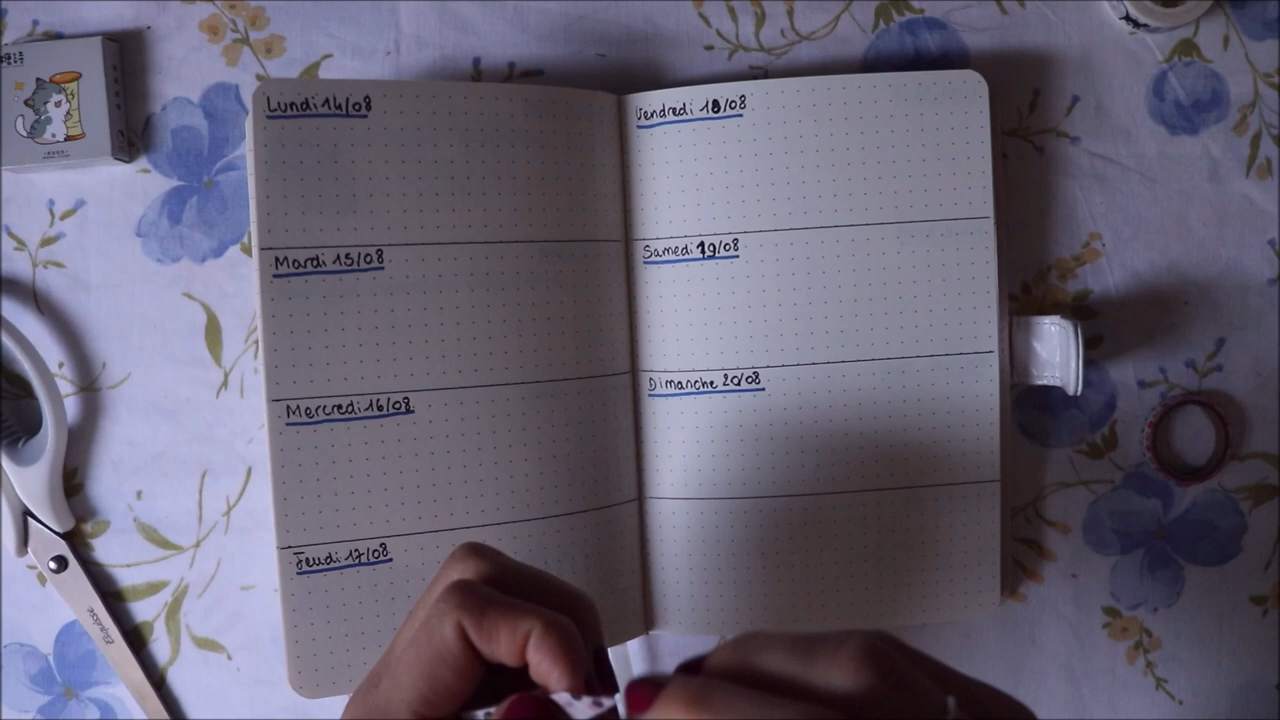 Lundi 14/08
Mardi 15/08
Mercredi 16/08
Jeudi 17/08
Vendredi 18/08
Samedi 19/08
Dimanche 20/08